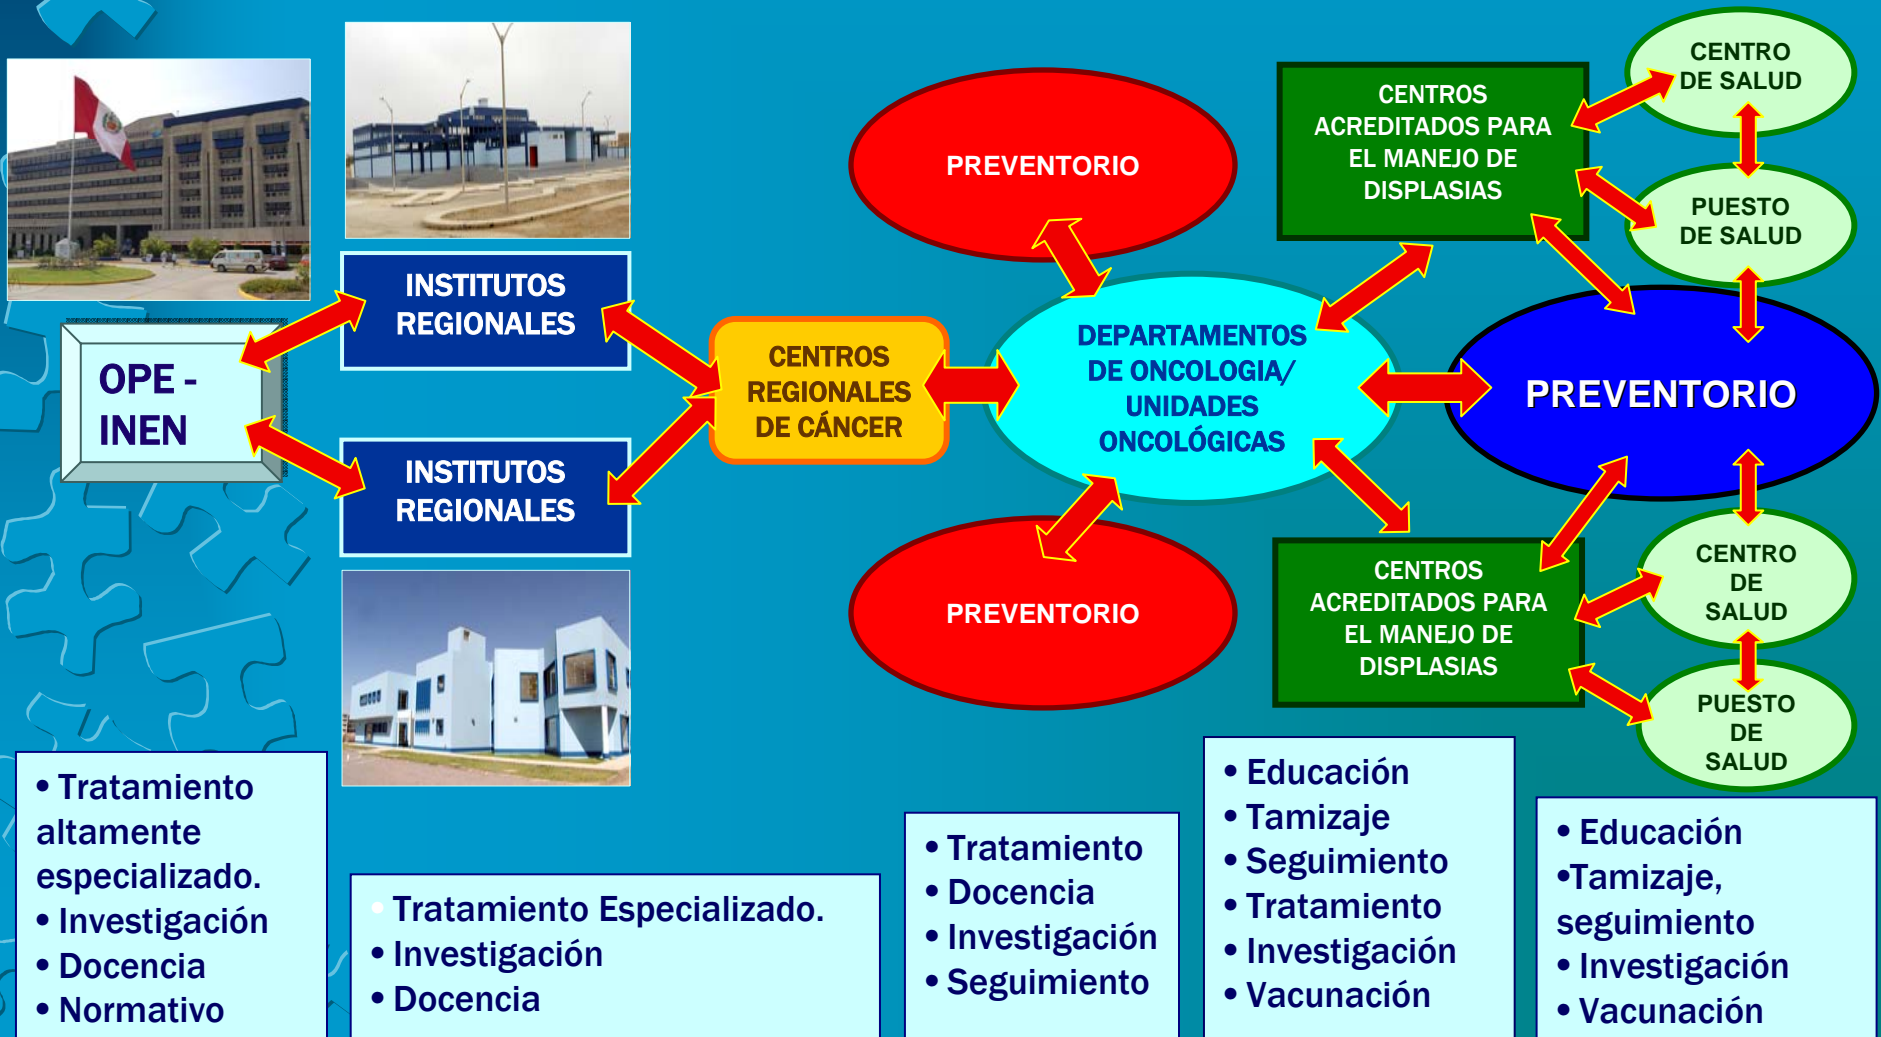 OPE -
INEN
INSTITUTOS
REGIONALES
INSTITUTOS
REGIONALES
CENTROS
REGIONALES
DE CÁNCER
PREVENTORIO
DEPARTAMENTOS
DE ONCOLOGIA/
UNIDADES
ONCOLÓGICAS
PREVENTORIO
CENTROS
ACREDITADOS PARA
EL MANEJO DE
DISPLASIAS
CENTRO
DE SALUD
PUESTO
DE SALUD
PREVENTORIO
CENTROS
ACREDITADOS PARA
EL MANEJO DE
DISPLASIAS
CENTRO
DE
SALUD
PUESTO
DE
SALUD
• Tratamiento
altamente
especializado.
• Investigación
• Docencia
• Normativo
• Tratamiento Especializado.
• Investigación
• Docencia
• Tratamiento
• Docencia
• Investigación
• Seguimiento
• Educación
• Tamizaje
• Seguimiento
• Tratamiento
• Investigación
• Vacunación
• Educación
•Tamizaje,
seguimiento
• Investigación
• Vacunación